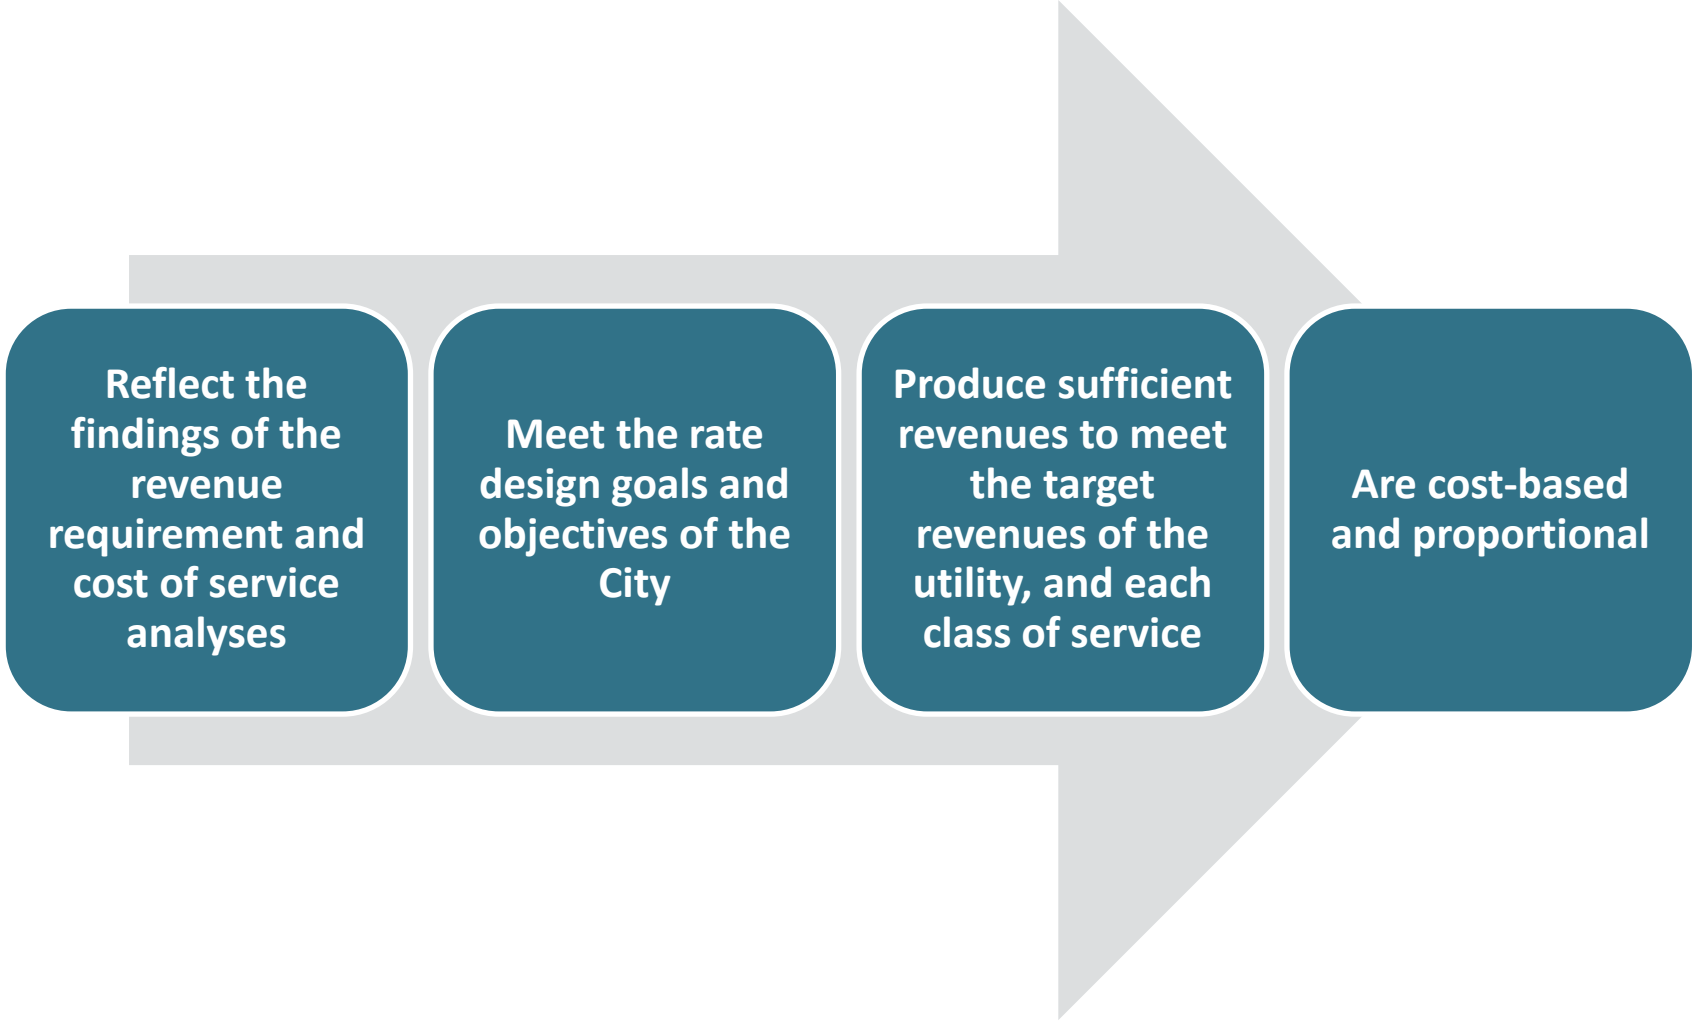 Reflect the
findings of the
revenue
requirement and
cost of service
analyses
Meet the rate
design goals and
objectives of the
City
Produce sufficient
revenues to meet
the target
revenues of the
utility, and each
class of service
Are cost-based
and proportional